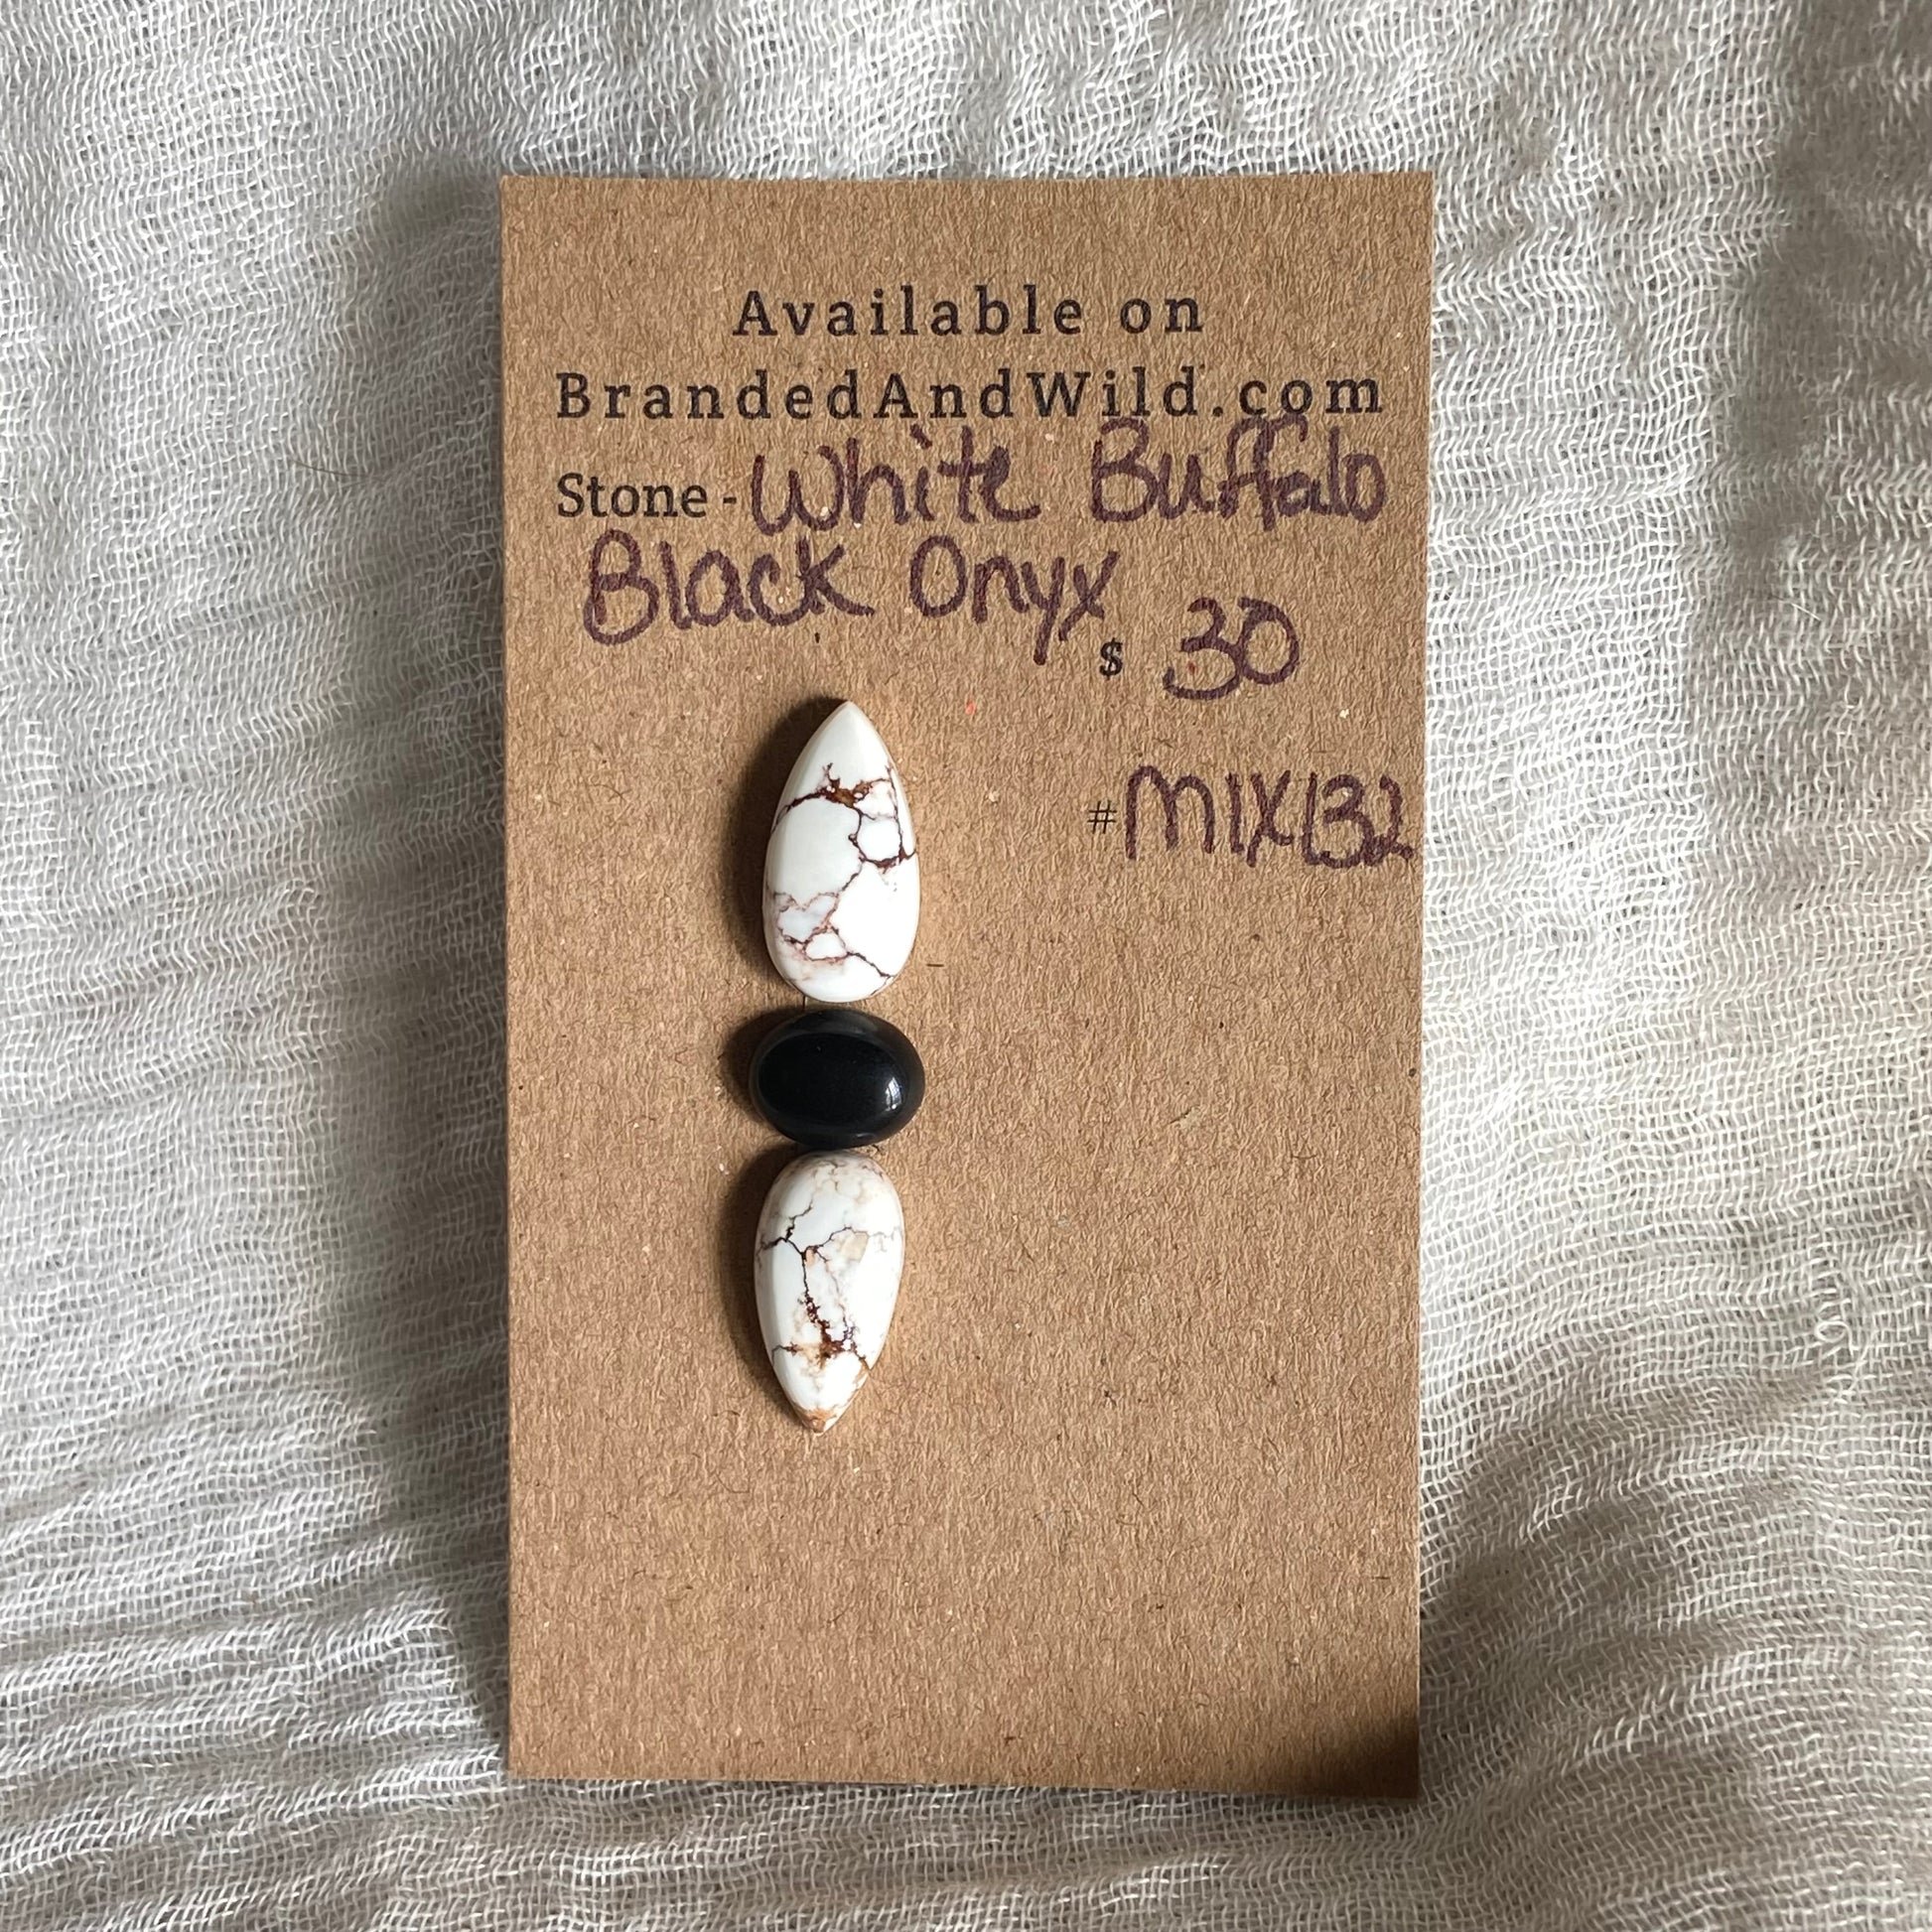 Available on
BrandedAndWild.com
Stone - White Buffalo
Black Onyx
$ 30
# MIX132